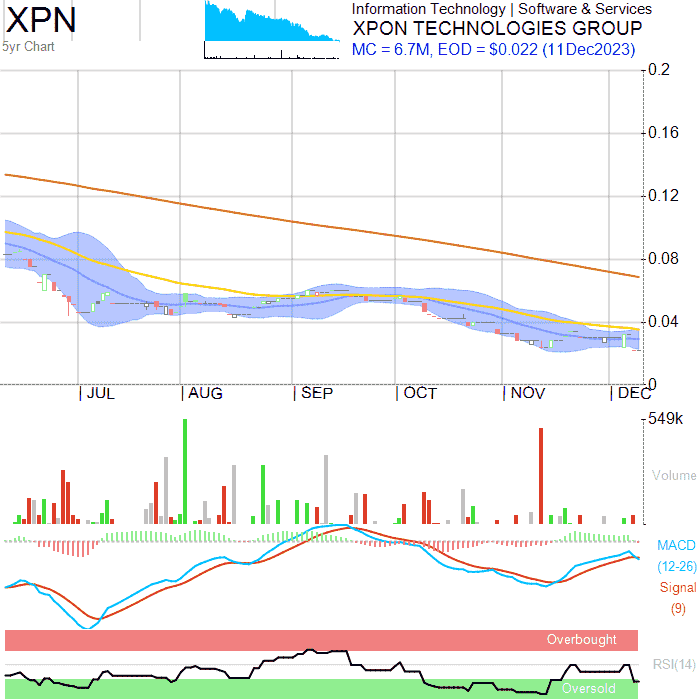 XPN
Information Technology | Software & Services
XPON TECHNOLOGIES GROUP
5yr Chart
MC = 6.7M, EOD = $0.022 (11Dec2023)
0.2
0.16
0.12
0.08
0.04
0
JUL AUG SEP OCT NOV DEC
549k
Volume
MACD
(12-26)
Signal
(9)
Overbought
RSI(14)
Oversold